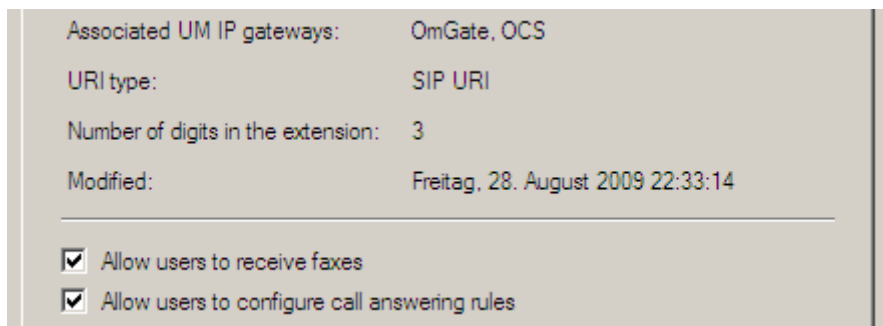 Associated UM IP gateways: OmGate, OCS
URI type: SIP URI
Number of digits in the extension: 3
Modified: Freitag, 28. August 2009 22:33:14
Allow users to receive faxes
Allow users to configure call answering rules